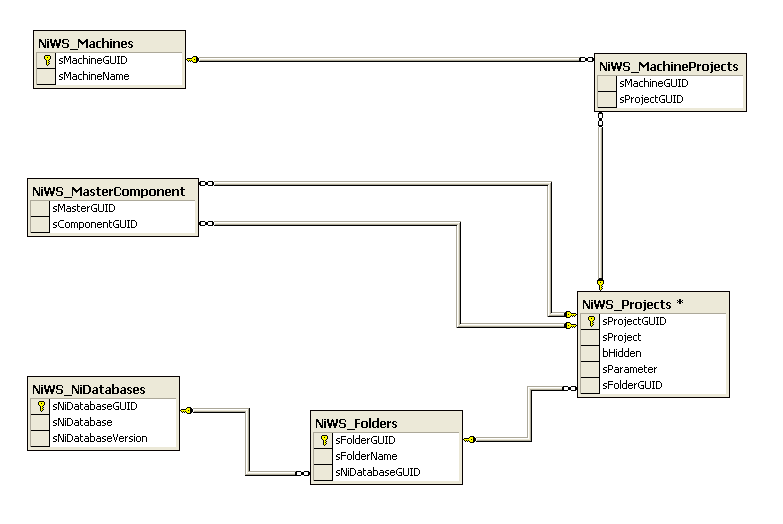 NiWS_Machines
sMachineGUID
sMachineName
NiWS_MachineProjects
sMachineGUID
sProjectGUID
NiWS_MasterComponent
sMasterGUID
sComponentGUID
NiWS_Projects *
sProjectGUID
sProject
bHidden
sParameter
sFolderGUID
NiWS_NiDatabases
sNiDatabaseGUID
sNiDatabase
sNiDatabaseVersion
NiWS_Folders
sFolderGUID
sFolderName
sNiDatabaseGUID